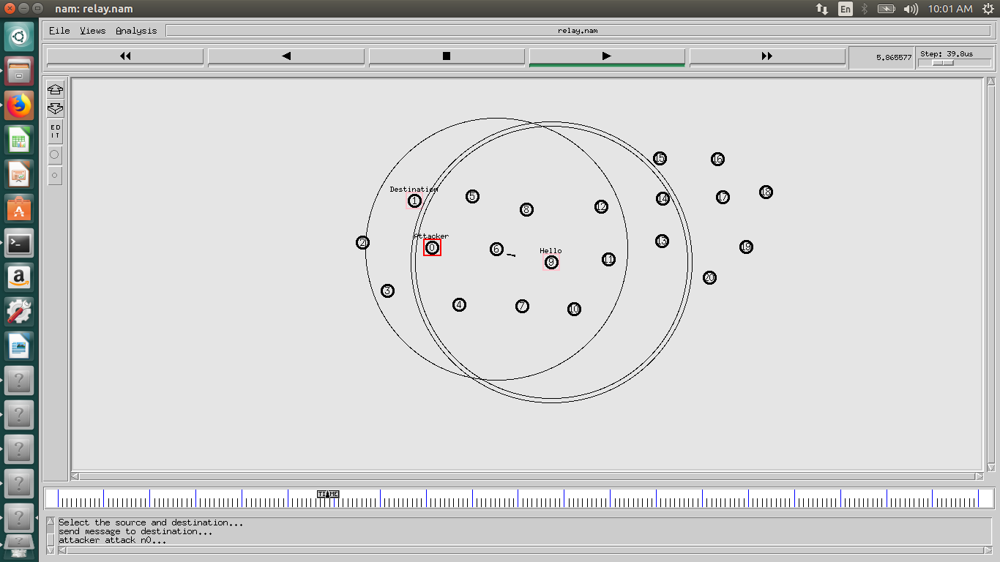 nam: relay.nam
En
10:01 AM
File Views Analysis
relay.nam
5.865577
Step: 39.8us
ED
IT
15
16
Destination
18
1
5
14
17
8
12
Attacker
2
0
13
19
6
Hello
11
9
20
3
4
7
10
TIME
Select the source and destination...
send message to destination...
attacker attack n0...